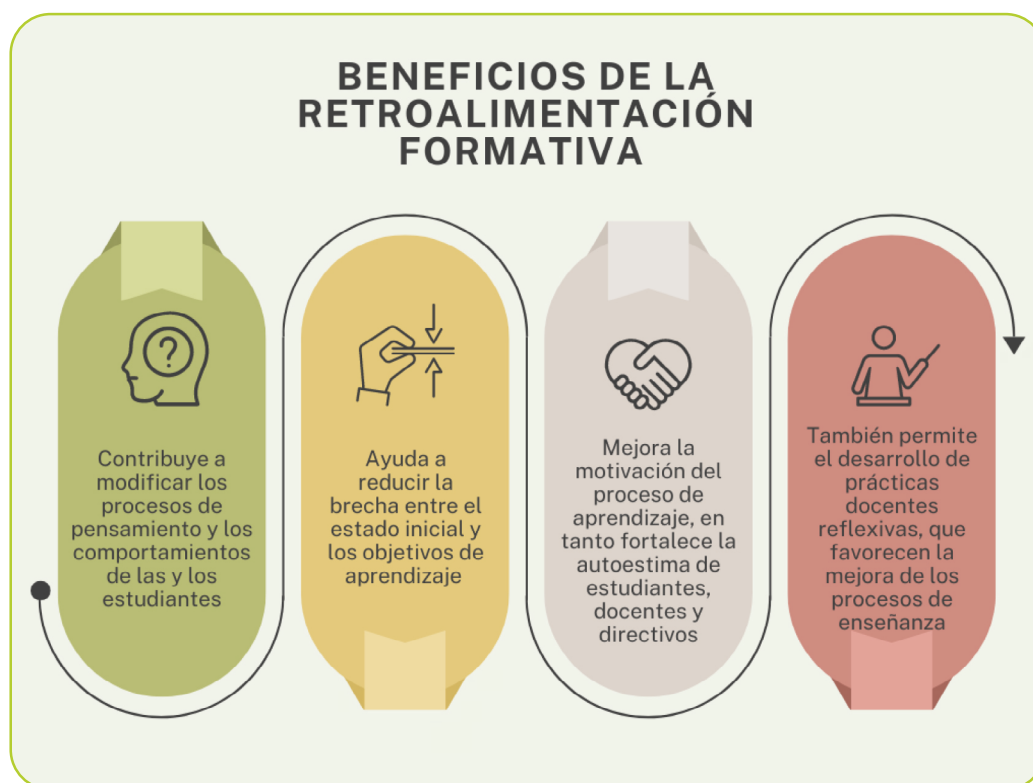 BENEFICIOS DE LA
RETROALIMENTACIÓN
FORMATIVA
?
Contribuye a
modificar los
procesos de
pensamiento y los
comportamientos
de las y los
estudiantes
Ayuda a
reducir la
brecha entre el
estado inicial y
los objetivos de
aprendizaje
Mejora la
motivación del
proceso de
aprendizaje, en
tanto fortalece la
autoestima de
estudiantes,
docentes y
directivos
También permite
el desarrollo de
prácticas
docentes
reflexivas, que
favorecen la
mejora de los
procesos de
enseñanza